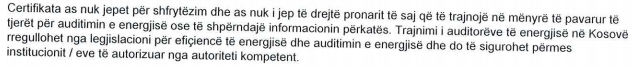 Certifikata as nuk jepet për shfrytëzim dhe as nuk i jep të drejtë pronarit të saj që të trajnojë në mënyrë të pavarur të
tjerët për auditimin e energjisë ose të shpërndajë informacionin përkatës. Trajnimi i auditorëve të energjisë në Kosovë
rregullohet nga legjislacioni për efiçiencë të energjisë dhe auditimin e energjisë dhe do të sigurohet përmes
institucionit / eve të autorizuar nga autoriteti kompetent.